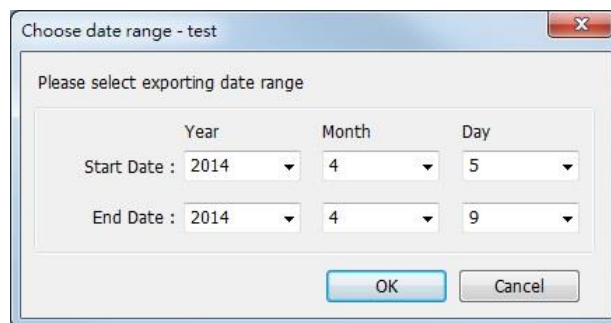 Choose date range - test
Please select exporting date range
Year Month Day
Start Date : 2014 4 5
End Date : 2014 4 9
OK Cancel